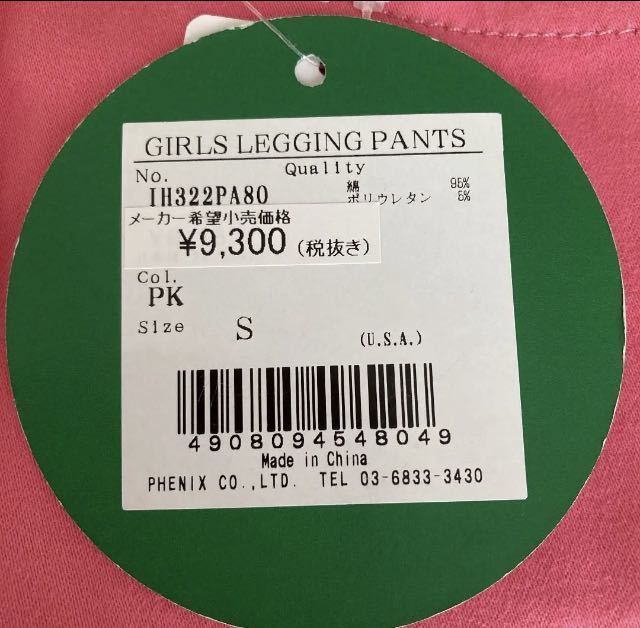 GIRLS LEGGING PANTS
No. Quality
IH322PA80 綿 95%
ポリウレタン 5%
メーカー希望小売価格
¥9,300 (税抜き)
Col.
PK
Size S (U.S.A.)
4908094548049
Made in China
PHENIX CO.,LTD. TEL 03-6833-3430